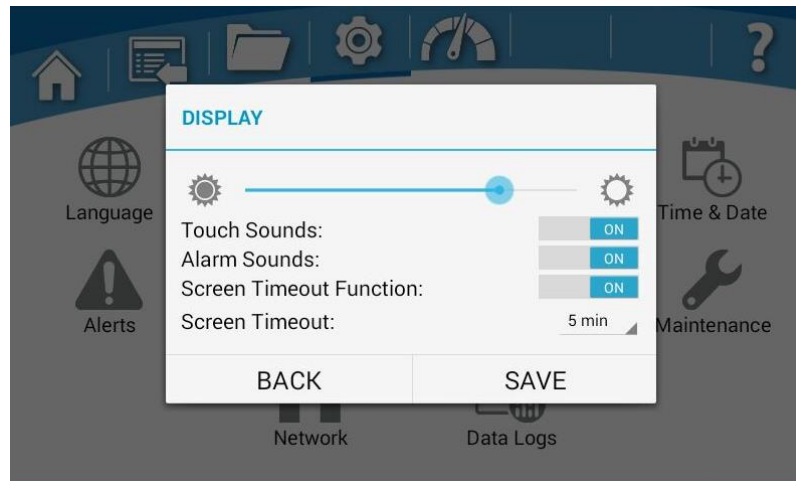 ?
DISPLAY
Language
Time & Date
Touch Sounds: ON
Alarm Sounds: ON
Screen Timeout Function: ON
Screen Timeout: 5 min
Alerts
Maintenance
BACK SAVE
Network Data Logs